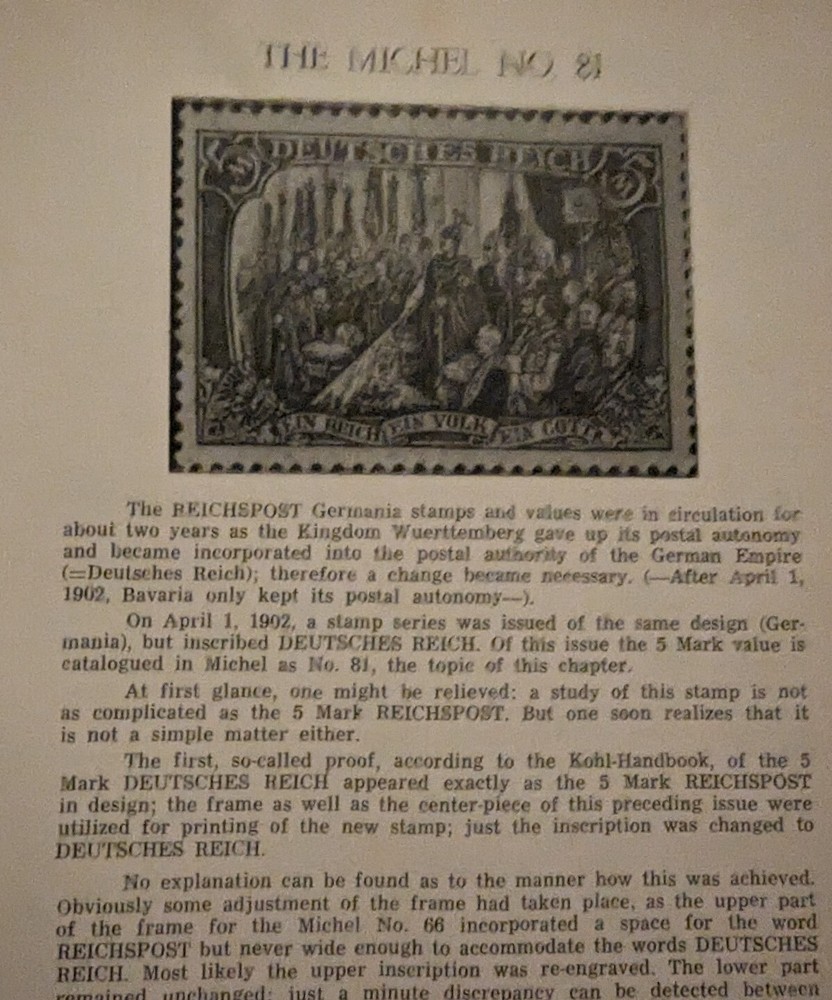 THE MICHEL NO. 81
5 DEUTSCHES REICH 5
EIN REICH EIN VOLK EIN GOTT
The REICHSPOST Germania stamps and values were in circulation for
about two years as the Kingdom Wuerttemberg gave up its postal autonomy
and became incorporated into the postal authority of the German Empire
(=Deutsches Reich); therefore a change became necessary. (—After April 1,
1902, Bavaria only kept its postal autonomy—).
On April 1, 1902, a stamp series was issued of the same design (Ger-
mania), but inscribed DEUTSCHES REICH. Of this issue the 5 Mark value is
catalogued in Michel as No. 81, the topic of this chapter.
At first glance, one might be relieved: a study of this stamp is not
as complicated as the 5 Mark REICHSPOST. But one soon realizes that it
is not a simple matter either.
The first, so-called proof, according to the Kohl-Handbook, of the 5
Mark DEUTSCHES REICH appeared exactly as the 5 Mark REICHSPOST
in design; the frame as well as the center-piece of this preceding issue were
utilized for printing of the new stamp; just the inscription was changed to
DEUTSCHES REICH.
No explanation can be found as to the manner how this was achieved.
Obviously some adjustment of the frame had taken place, as the upper part
of the frame for the Michel No. 66 incorporated a space for the word
REICHSPOST but never wide enough to accommodate the words DEUTSCHES
REICH. Most likely the upper inscription was re-engraved. The lower part
remained unchanged; just a minute discrepancy can be detected between